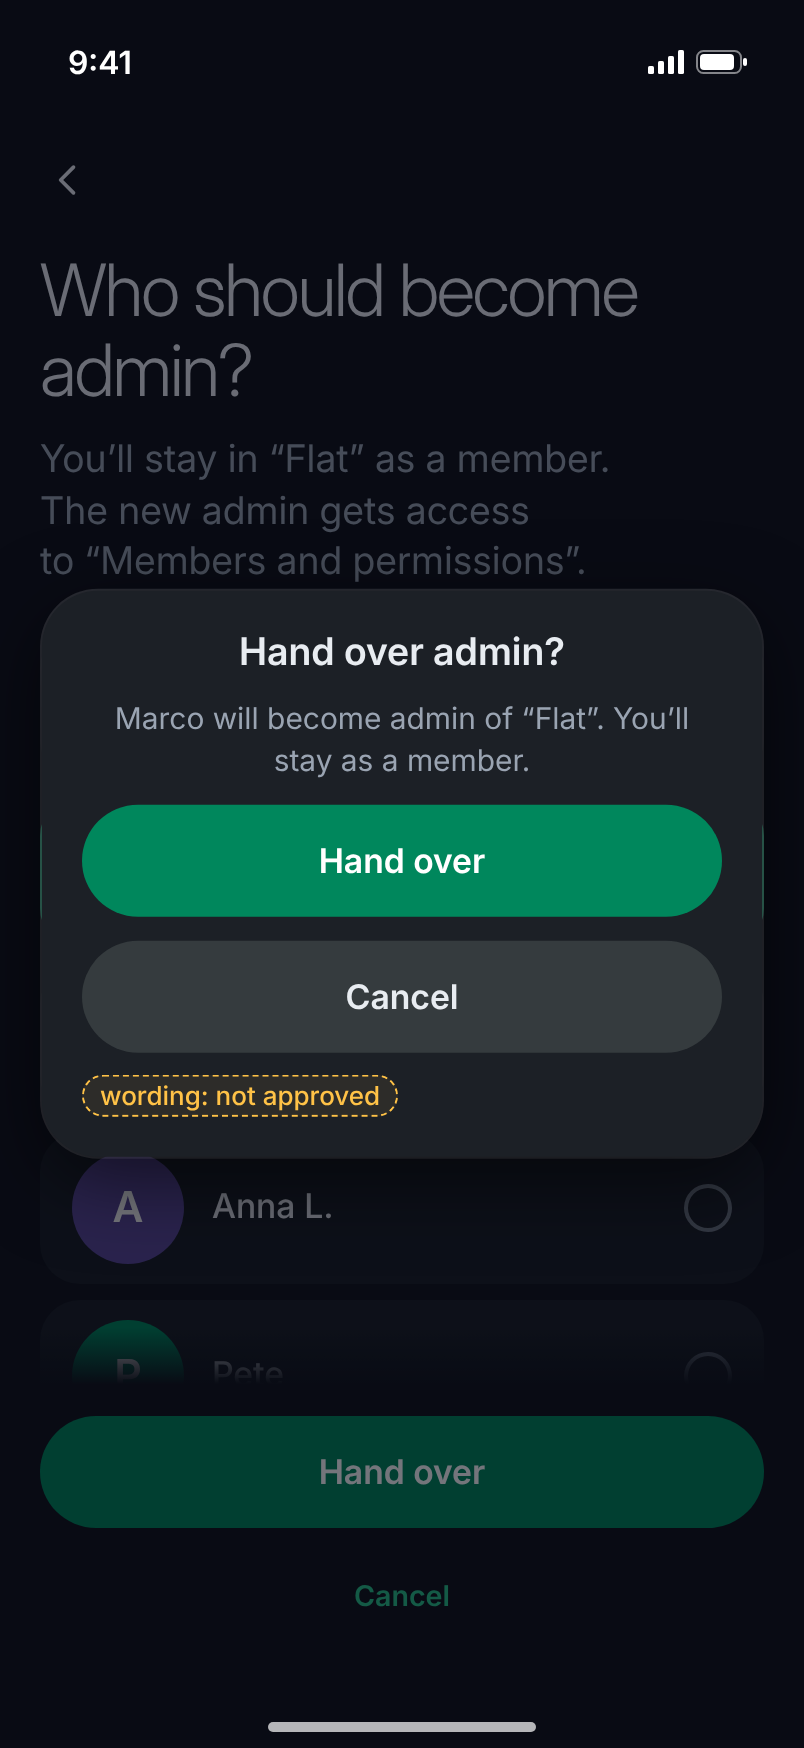 9:41
Who should become
admin?
You’ll stay in “Flat” as a member.
The new admin gets access
to “Members and permissions”.
Hand over admin?
Marco will become admin of “Flat”. You’ll
stay as a member.
Hand over
Cancel
wording: not approved
A
Anna L.
P
Pete
Hand over
Cancel